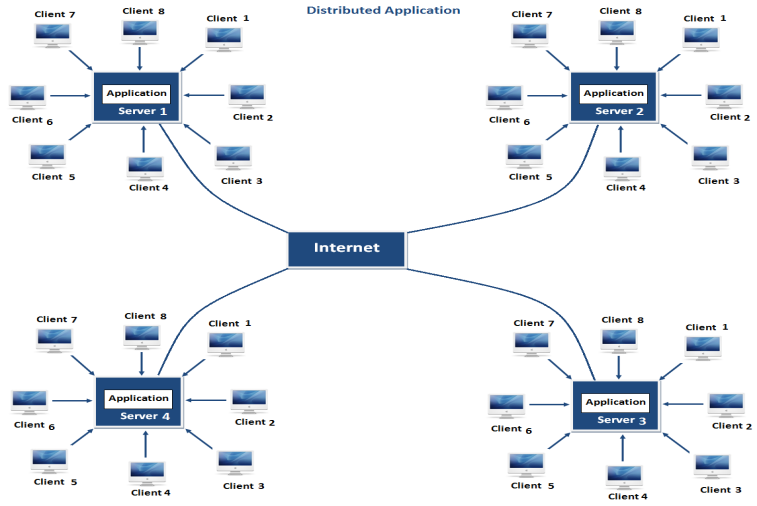 Distributed Application
Client 7
Client 8
Client 1
Application
Server 1
Client 6
Client 2
Client 5
Client 4
Client 3
Client 7
Client 8
Client 1
Application
Server 2
Client 6
Client 2
Client 5
Client 4
Client 3
Internet
Client 7
Client 8
Client 1
Application
Server 4
Client 6
Client 2
Client 5
Client 4
Client 3
Client 7
Client 8
Client 1
Application
Server 3
Client 6
Client 2
Client 5
Client 4
Client 3